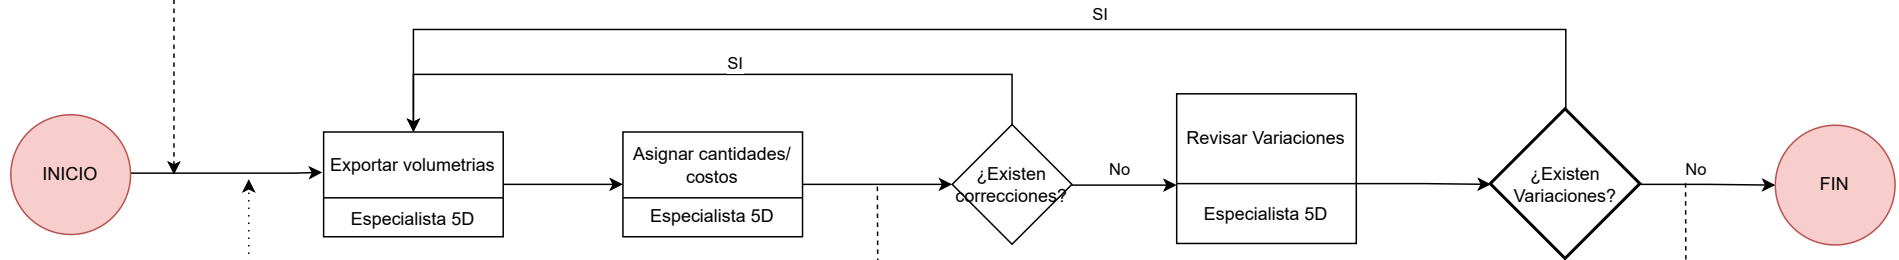 SI
SI
INICIO
Exportar volumetrias
Especialista 5D
Asignar cantidades/
costos
Especialista 5D
¿Existen
correcciones?
No
Revisar Variaciones
Especialista 5D
¿Existen
Variaciones?
No
FIN